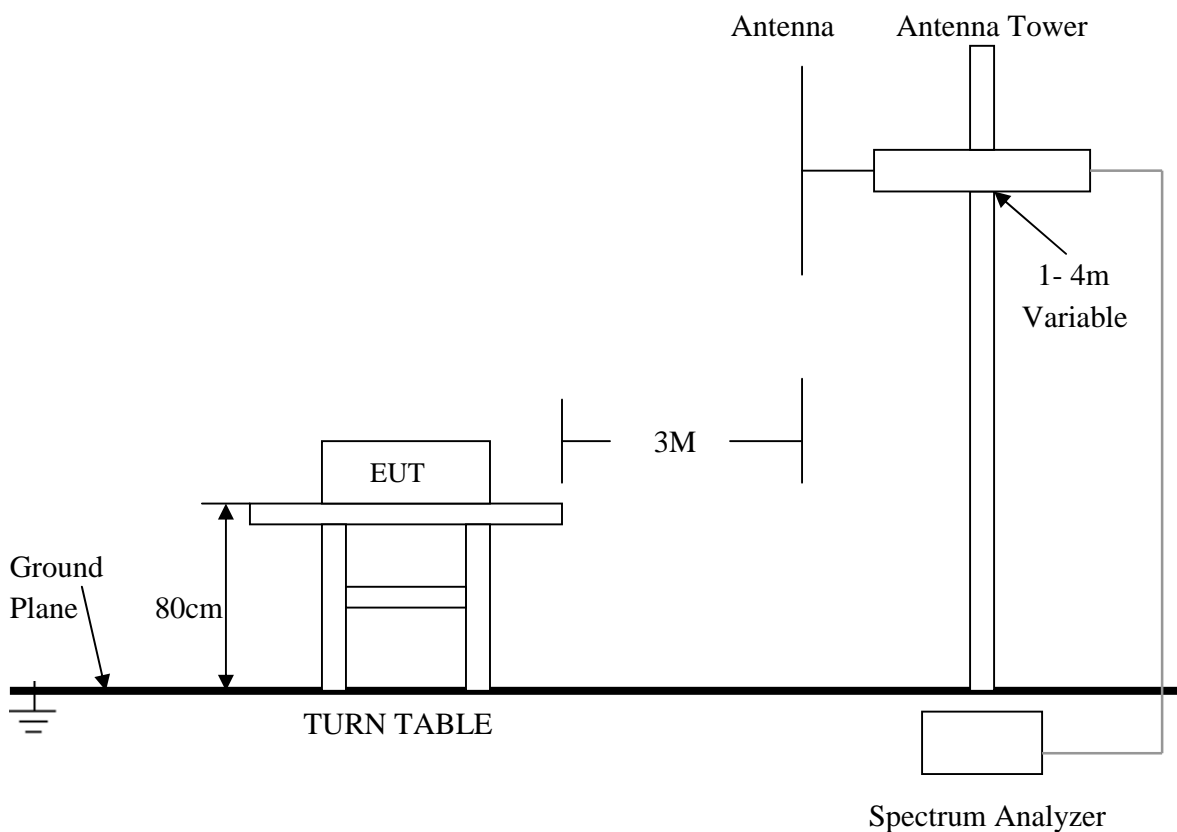 Antenna
Antenna Tower
1- 4m
Variable
3M
EUT
Ground
Plane
80cm
TURN TABLE
Spectrum Analyzer